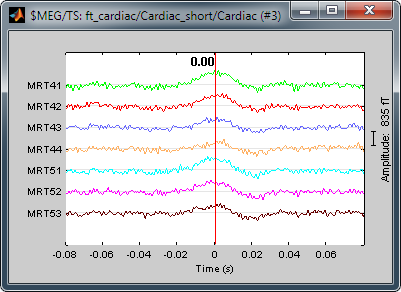 $MEG/TS: ft_cardiac/Cardiac_short/Cardiac (#3)
0.00
MRT41
MRT42
MRT43
MRT44
MRT51
MRT52
MRT53
Amplitude: 835 fT
-0.08 -0.06 -0.04 -0.02 0 0.02 0.04 0.06
Time (s)